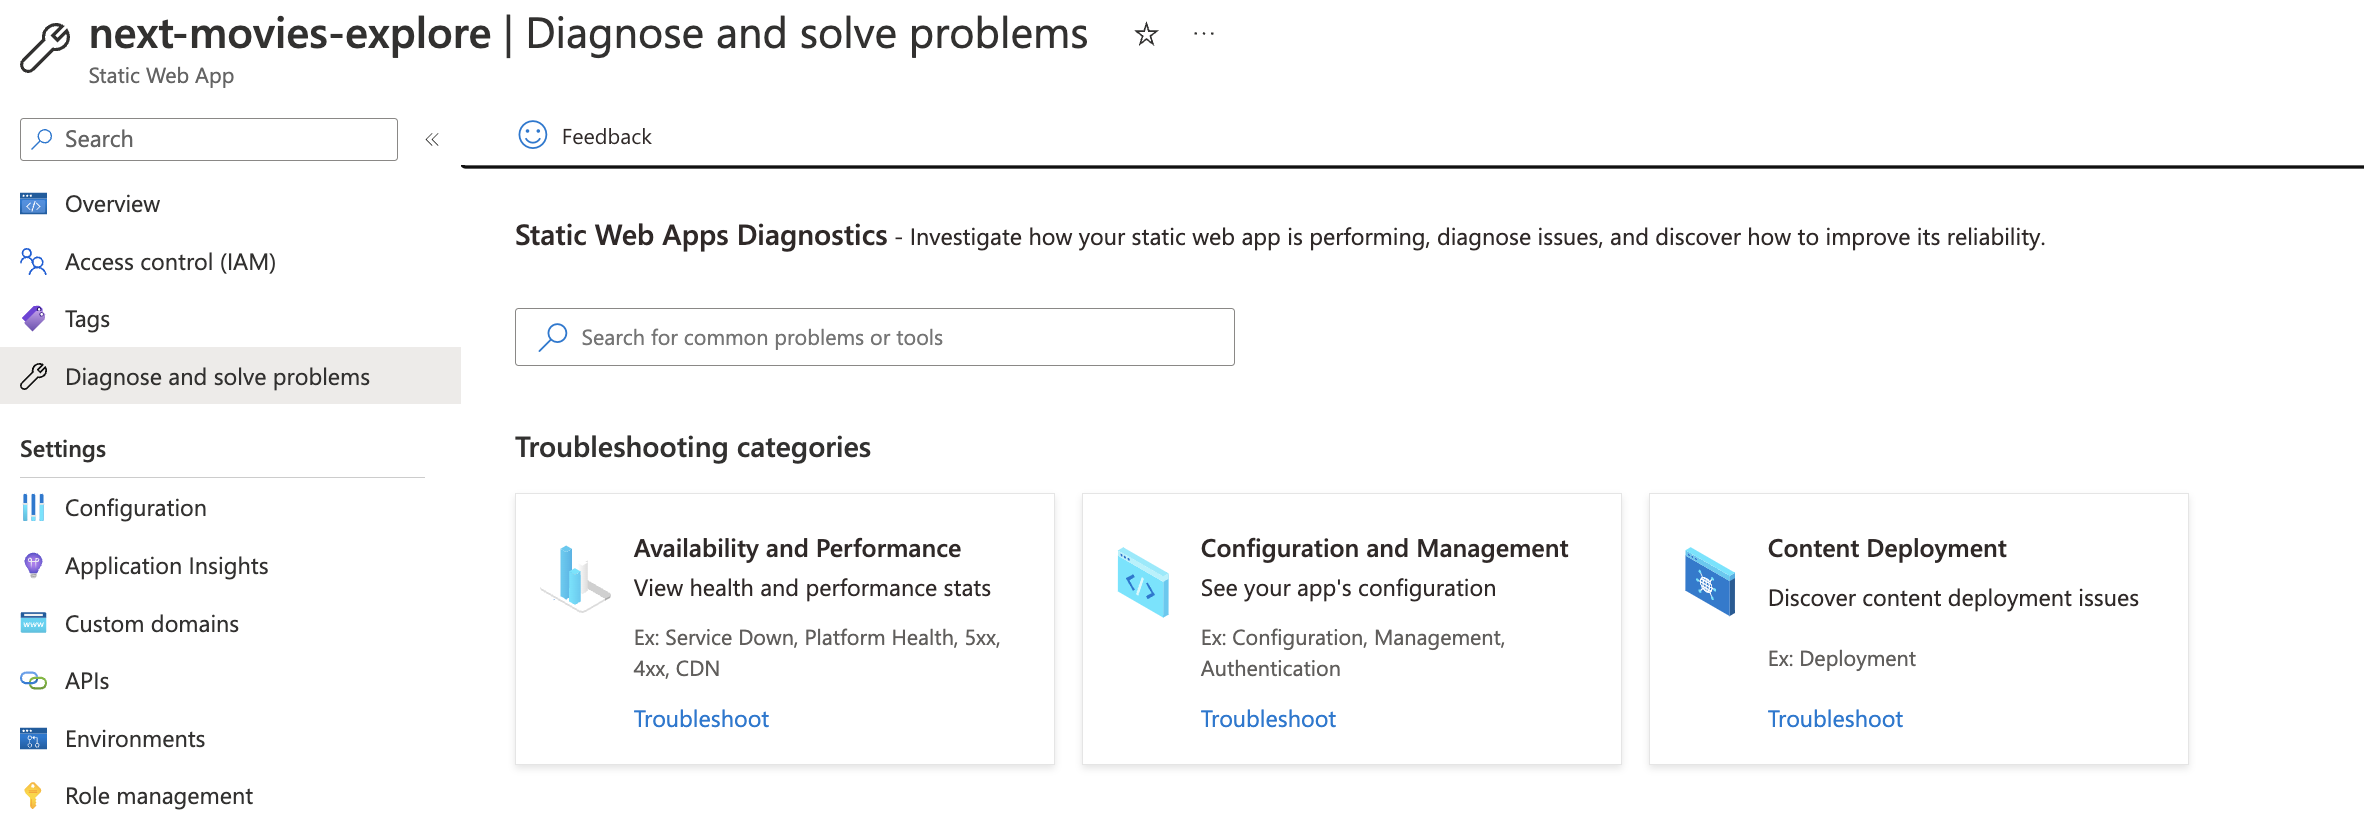 next-movies-explore | Diagnose and solve problems
Static Web App
Search
Overview
Access control (IAM)
Tags
Diagnose and solve problems
Settings
Configuration
Application Insights
Custom domains
APIs
Environments
Role management
Feedback
Static Web Apps Diagnostics - Investigate how your static web app is performing, diagnose issues, and discover how to improve its reliability.
Search for common problems or tools
Troubleshooting categories
Availability and Performance
View health and performance stats
Ex: Service Down, Platform Health, 5xx,
4xx, CDN
Troubleshoot
Configuration and Management
See your app's configuration
Ex: Configuration, Management,
Authentication
Troubleshoot
Content Deployment
Discover content deployment issues
Ex: Deployment
Troubleshoot